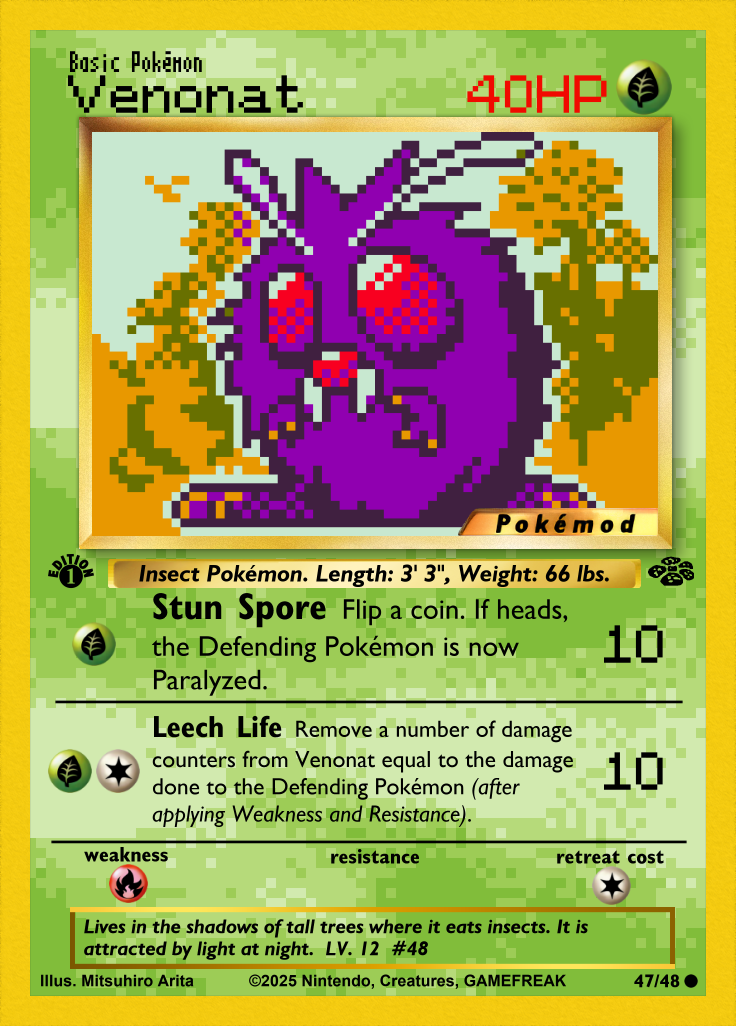 Basic Pokémon
Venonat 40HP
Pokémod
EDITION 1
Insect Pokémon. Length: 3' 3", Weight: 66 lbs.
Stun Spore Flip a coin. If heads,
the Defending Pokémon is now
Paralyzed.
10
Leech Life Remove a number of damage
counters from Venonat equal to the damage
done to the Defending Pokémon (after
applying Weakness and Resistance).
10
weakness resistance retreat cost
Lives in the shadows of tall trees where it eats insects. It is
attracted by light at night. LV. 12 #48
Illus. Mitsuhiro Arita ©2025 Nintendo, Creatures, GAMEFREAK 47/48